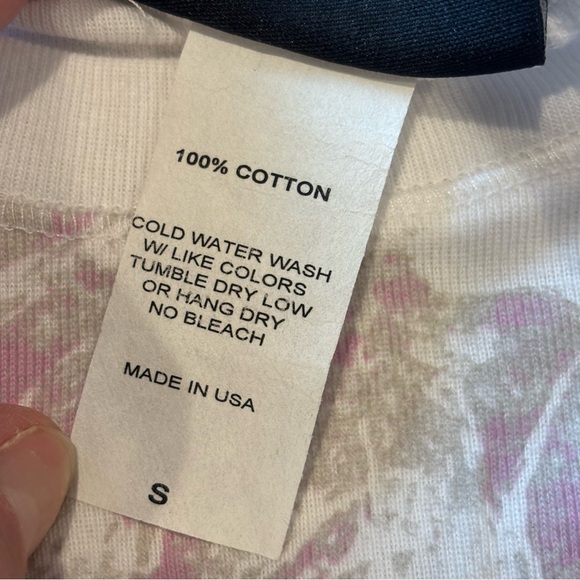 100% COTTON
COLD WATER WASH
W/ LIKE COLORS
TUMBLE DRY LOW
OR HANG DRY
NO BLEACH
MADE IN USA
S